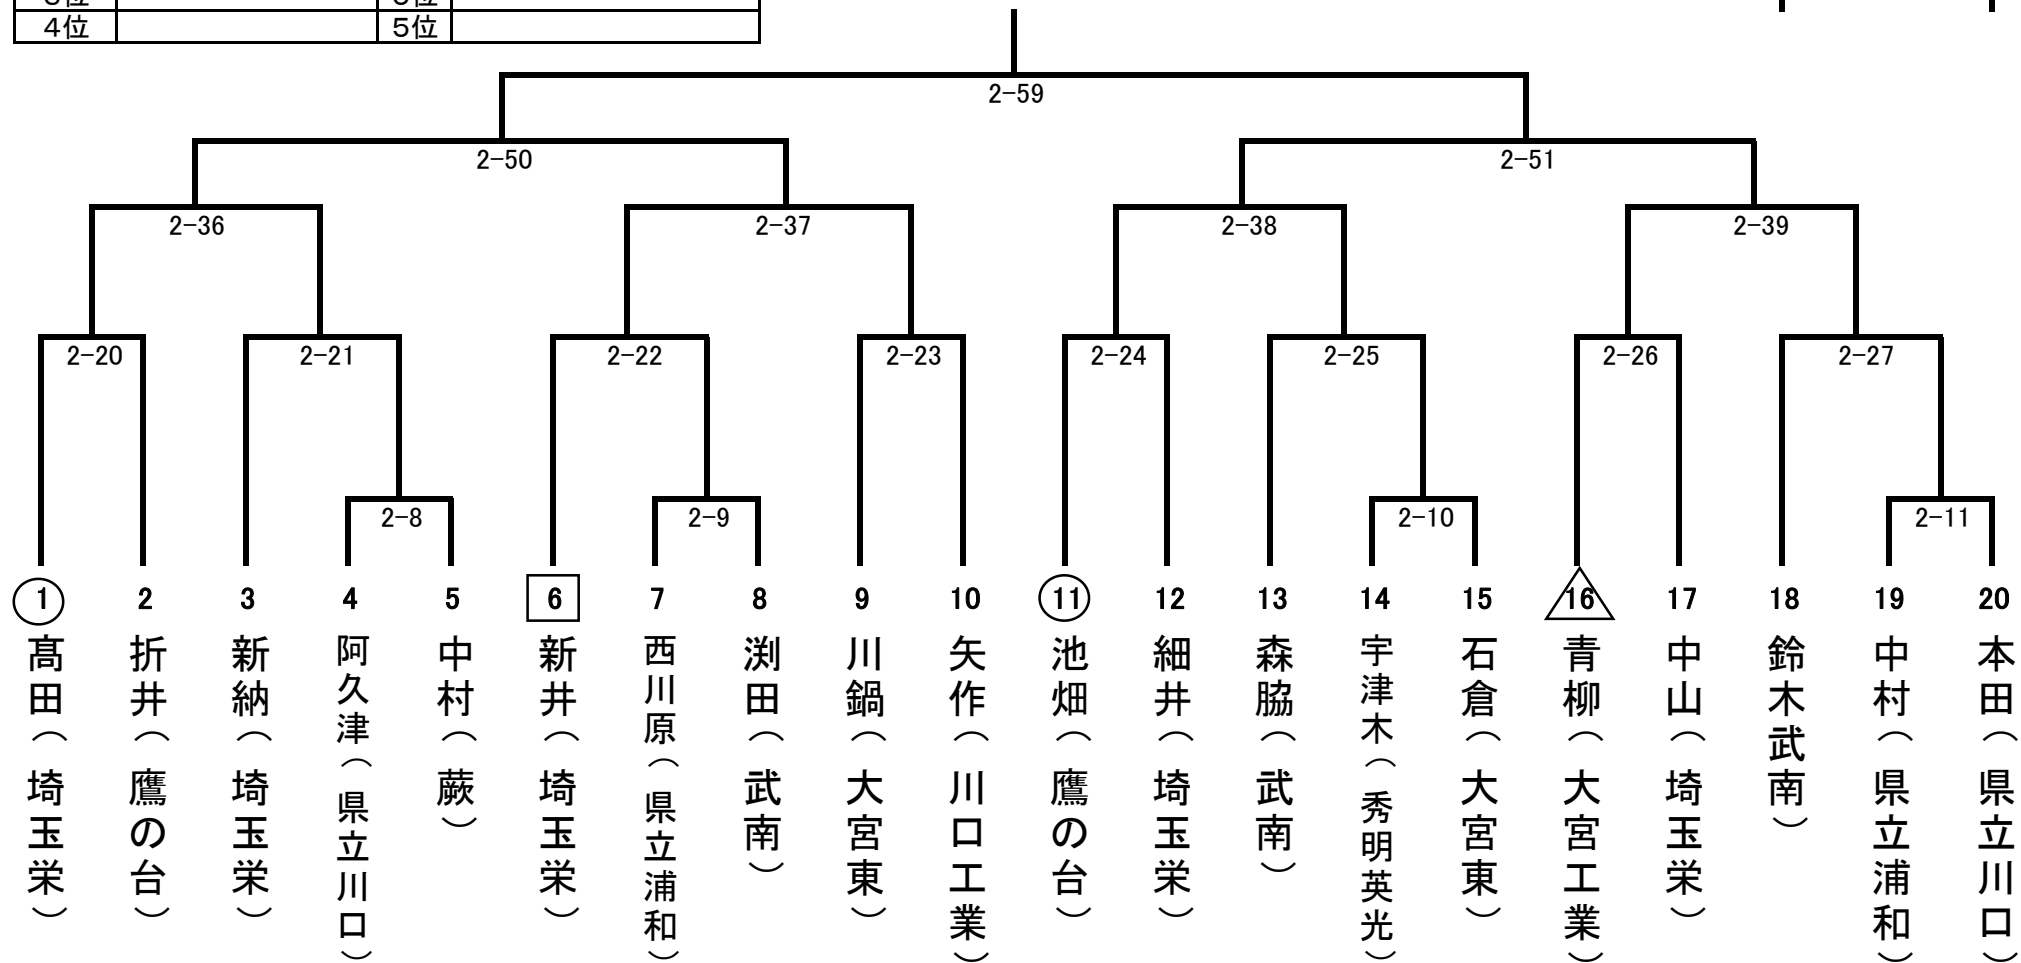 4位 5位
2-59
2-50 2-51
2-36 2-37 2-38 2-39
2-20 2-21 2-22 2-23 2-24 2-25 2-26 2-27
2-8 2-9 2-10 2-11
1 2 3 4 5 6 7 8 9 10 11 12 13 14 15 16 17 18 19 20
髙田(埼玉栄)
折井(鷹の台)
新納(埼玉栄)
阿久津(県立川口)
中村(蕨)
新井(埼玉栄)
西川原(県立浦和)
渕田(武南)
川鍋(大宮東)
矢作(川口工業)
池畑(鷹の台)
細井(埼玉栄)
森脇(武南)
宇津木(秀明英光)
石倉(大宮東)
青柳(大宮工業)
中山(埼玉栄)
鈴木武南)
中村(県立浦和)
本田(県立川口)